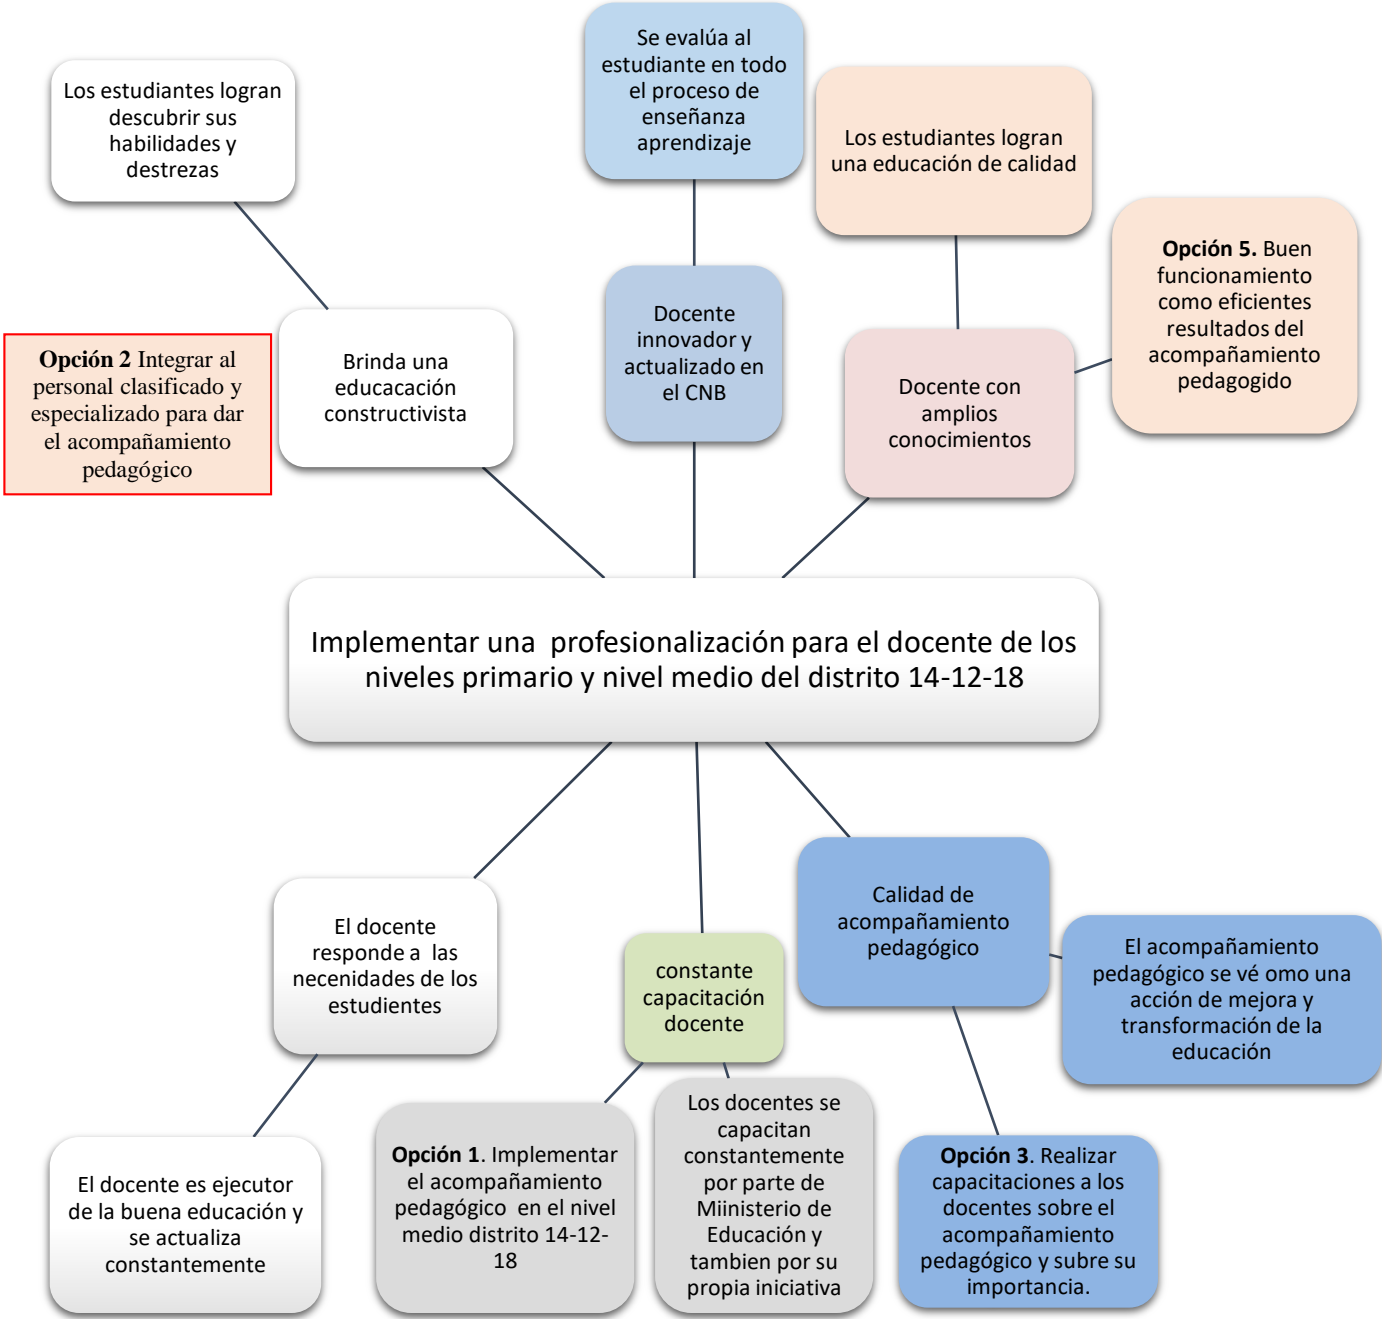 Se evalúa al
estudiante en todo
el proceso de
enseñanza
aprendizaje
Los estudiantes logran
descubrir sus
habilidades y
destrezas
Los estudiantes logran
una educación de calidad
Opción 5. Buen
funcionamiento
como eficientes
resultados del
acompañamiento
pedagogido
Docente
innovador y
actualizado en
el CNB
Opción 2 Integrar al
personal clasificado y
especializado para dar
el acompañamiento
pedagógico
Brinda una
educacación
constructivista
Docente con
amplios
conocimientos
Implementar una profesionalización para el docente de los
niveles primario y nivel medio del distrito 14-12-18
El docente
responde a las
necenidades de los
estudientes
constante
capacitación
docente
Calidad de
acompañamiento
pedagógico
El acompañamiento
pedagógico se vé omo una
acción de mejora y
transformación de la
educación
El docente es ejecutor
de la buena educación y
se actualiza
constantemente
Opción 1. Implementar
el acompañamiento
pedagógico en el nivel
medio distrito 14-12-
18
Los docentes se
capacitan
constantemente
por parte de
Miinisterio de
Educación y
tambien por su
propia iniciativa
Opción 3. Realizar
capacitaciones a los
docentes sobre el
acompañamiento
pedagógico y subre su
importancia.